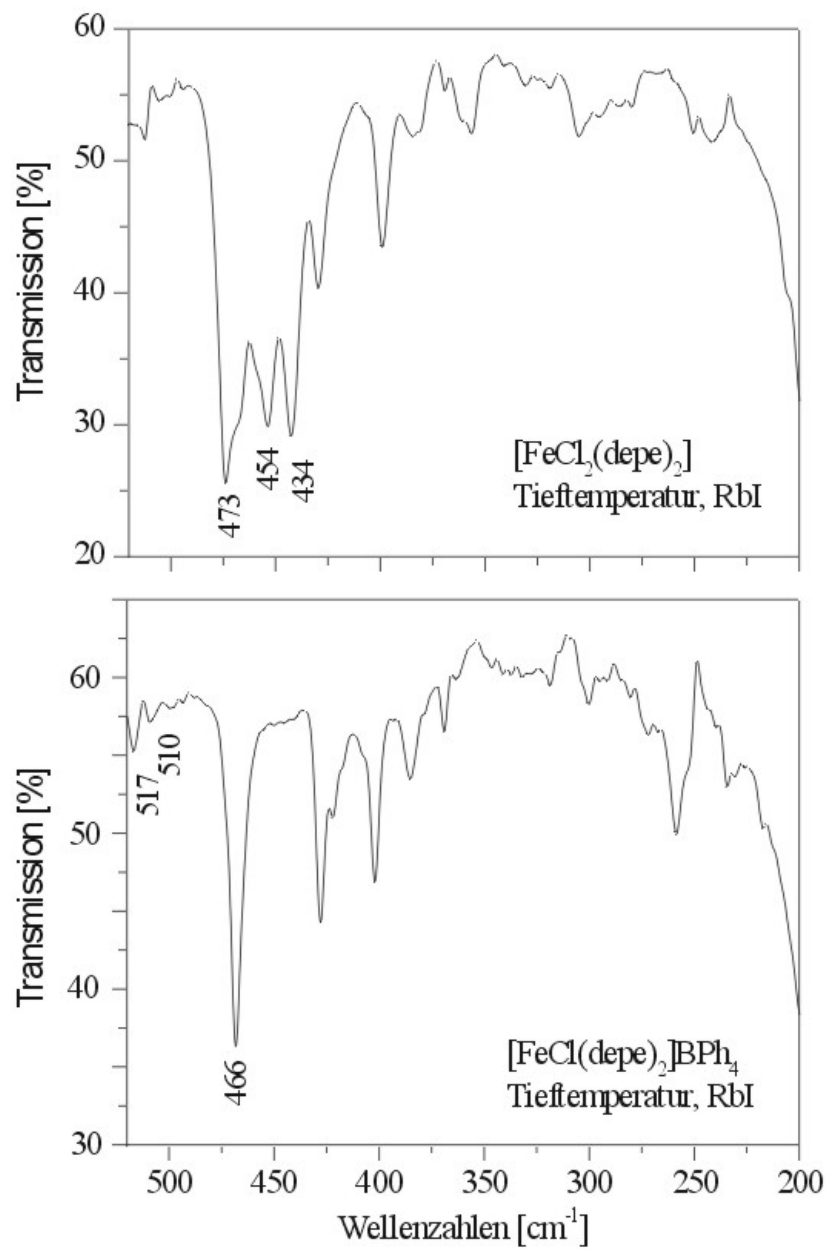 60
50
40
30
20
Transmission [%]
473
454
434
[FeCl₂(depe)₂]
Tieftemperatur, RbI
60
50
40
30
Transmission [%]
517
510
466
[FeCl(depe)₂]BPh₄
Tieftemperatur, RbI
500 450 400 350 300 250 200
Wellenzahlen [cm⁻¹]